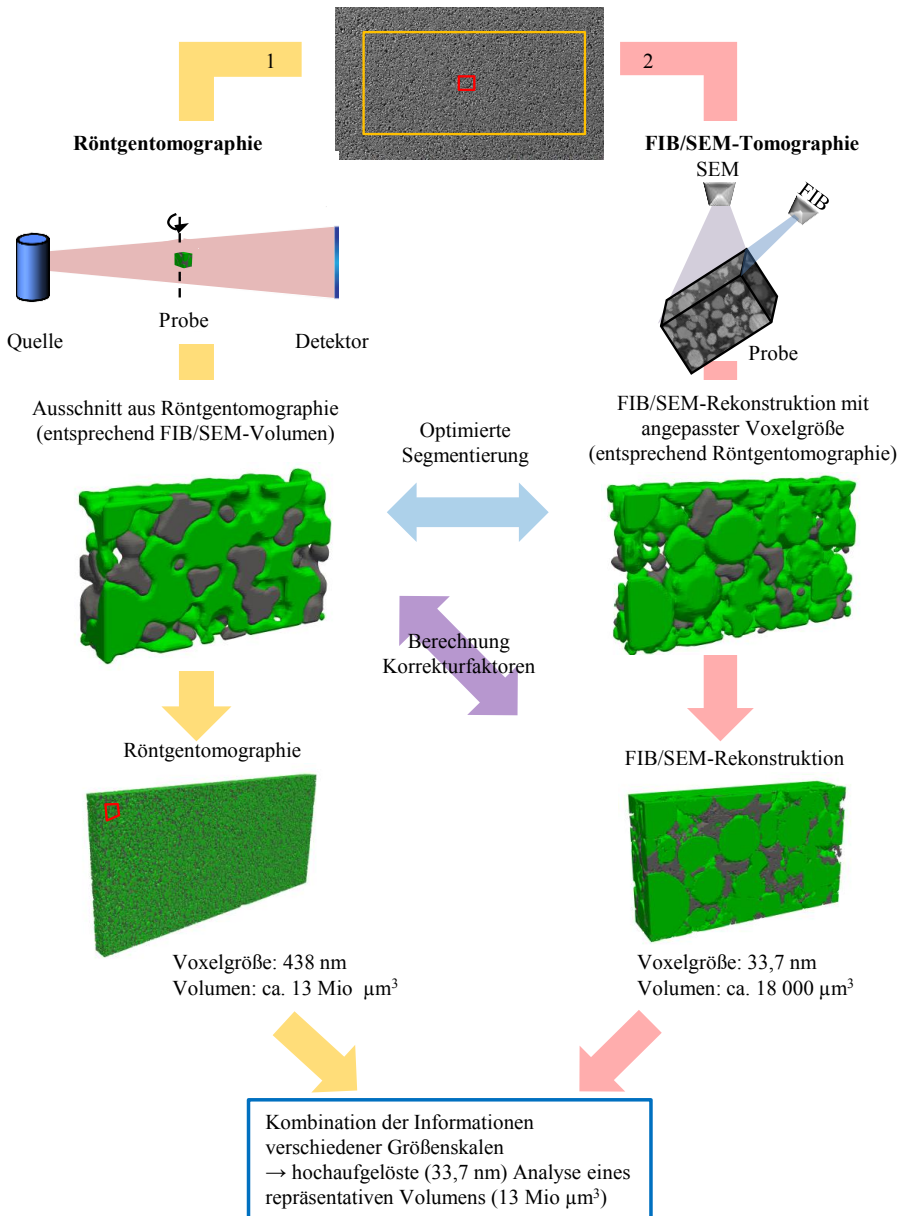 1
2
Röntgentomographie
FIB/SEM-Tomographie
SEM
FIB
Quelle
Probe
Detektor
Probe
Ausschnitt aus Röntgentomographie
(entsprechend FIB/SEM-Volumen)
Optimierte
Segmentierung
FIB/SEM-Rekonstruktion mit
angepasster Voxelgröße
(entsprechend Röntgentomographie)
Berechnung
Korrekturfaktoren
Röntgentomographie
FIB/SEM-Rekonstruktion
Voxelgröße: 438 nm
Volumen: ca. 13 Mio µm³
Voxelgröße: 33,7 nm
Volumen: ca. 18 000 µm³
Kombination der Informationen
verschiedener Größenskalen
→ hochaufgelöste (33,7 nm) Analyse eines
repräsentativen Volumens (13 Mio µm³)